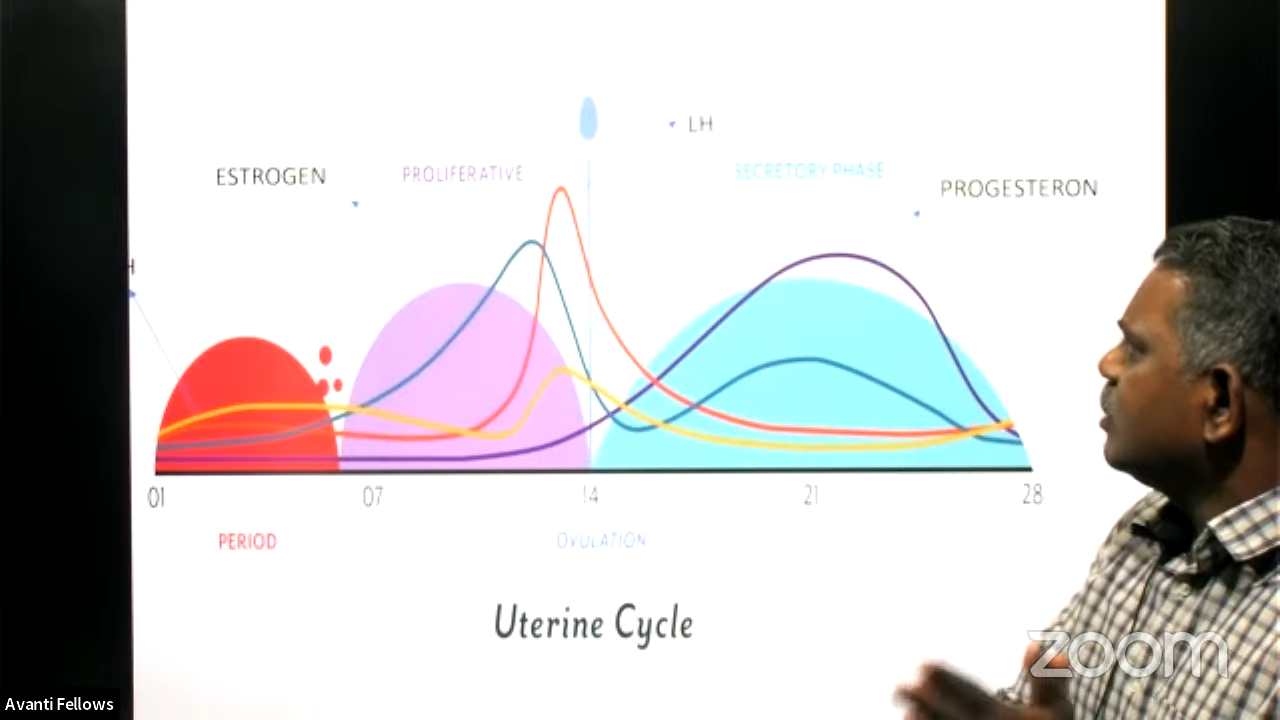 LH
ESTROGEN
PROLIFERATIVE
SECRETORY PHASE
PROGESTERON
H
01
07
14
21
28
PERIOD
OVULATION
Uterine Cycle
zoom
Avanti Fellows